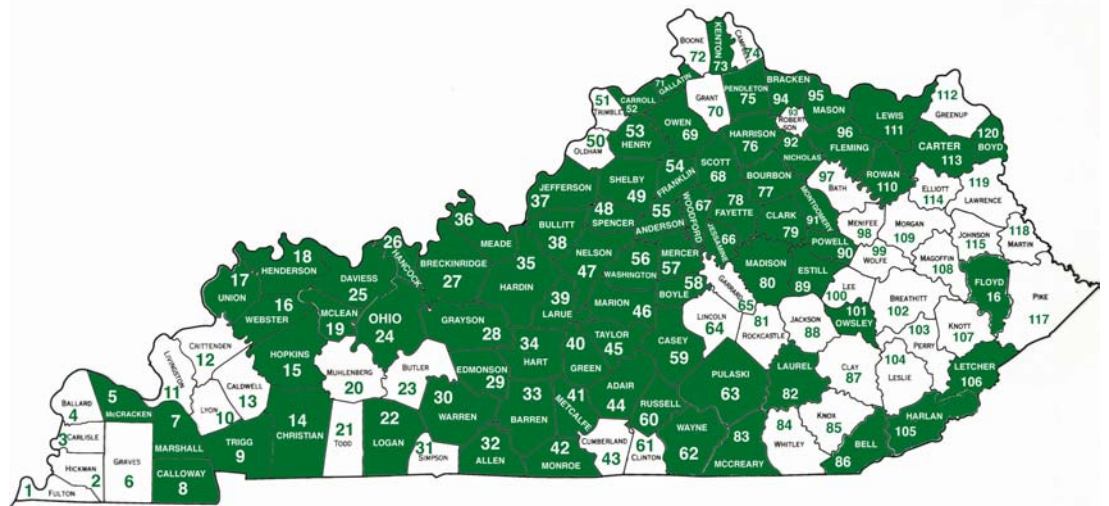 BOONE
72
KENTON
73
CAMPBELL
74
71
GALLATIN
GRANT
70
PENDLETON
75
BRACKEN
94
95
MASON
LEWIS
111
112
GREENUP
51
TRIMBLE
CARROLL
52
OWEN
69
HARRISON
76
93
ROBERT
SON
92
NICHOLAS
96
FLEMING
CARTER
113
120
BOYD
50
OLDHAM
53
HENRY
54
FRANKLIN
SCOTT
68
BOURBON
77
97
BATH
ROWAN
110
ELLIOTT
114
119
LAWRENCE
JEFFERSON
37
SHELBY
49
48
SPENCER
55
ANDERSON
WOODFORD
67
78
FAYETTE
CLARK
79
MONTGOMERY
91
MENIFEE
98
MORGAN
109
JOHNSON
115
118
MARTIN
36
MEADE
BULLITT
38
NELSON
47
56
WASHINGTON
MERCER
57
JESSAMINE
66
MADISON
80
POWELL
90
ESTILL
89
99
WOLFE
MAGOFFIN
108
FLOYD
16
PIKE
117
26
HANCOCK
BRECKINRIDGE
27
35
HARDIN
39
LARUE
MARION
46
58
BOYLE
GARRARD
65
LINCOLN
64
81
ROCKCASTLE
JACKSON
88
LEE
100
101
OWSLEY
BREATHITT
102
103
PERRY
KNOTT
107
18
HENDERSON
17
UNION
16
WEBSTER
DAVIESS
25
MCLEAN
19
OHIO
24
GRAYSON
28
34
HART
40
GREEN
TAYLOR
45
CASEY
59
PULASKI
63
LAUREL
82
CLAY
87
104
LESLIE
LETCHER
106
CRITTENDEN
12
LIVINGSTON
11
HOPKINS
15
MUHLENBERG
20
BUTLER
23
EDMONSON
29
33
BARREN
41
METCALFE
ADAIR
44
RUSSELL
60
WAYNE
62
83
MCCREARY
84
WHITLEY
KNOX
85
BELL
86
HARLAN
105
CALDWELL
13
LYON
10
5
McCRACKEN
BALLARD
4
3
CARLISLE
7
MARSHALL
TRIGG
9
14
CHRISTIAN
21
TODD
22
LOGAN
30
WARREN
31
SIMPSON
32
ALLEN
42
MONROE
CUMBERLAND
43
61
CLINTON
HICKMAN
2
GRAVES
6
CALLOWAY
8
1
FULTON